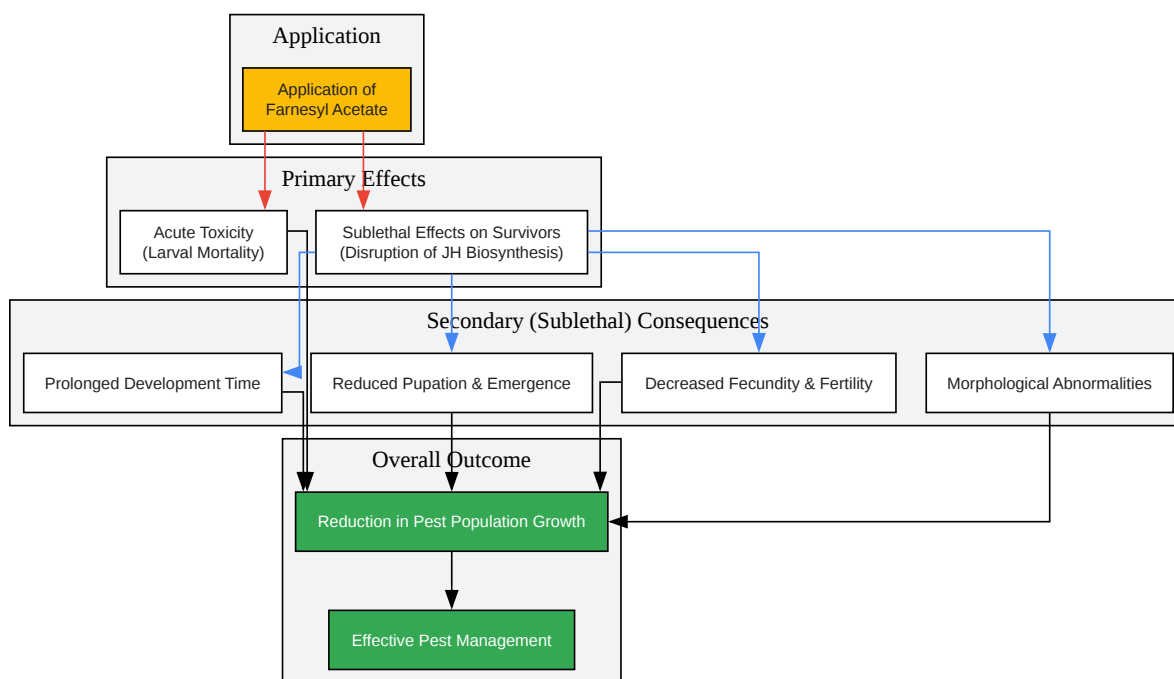 Application
Application of
Farnesyl Acetate
Primary Effects
Acute Toxicity
(Larval Mortality)
Sublethal Effects on Survivors
(Disruption of JH Biosynthesis)
Secondary (Sublethal) Consequences
Prolonged Development Time
Reduced Pupation & Emergence
Decreased Fecundity & Fertility
Morphological Abnormalities
Overall Outcome
Reduction in Pest Population Growth
Effective Pest Management